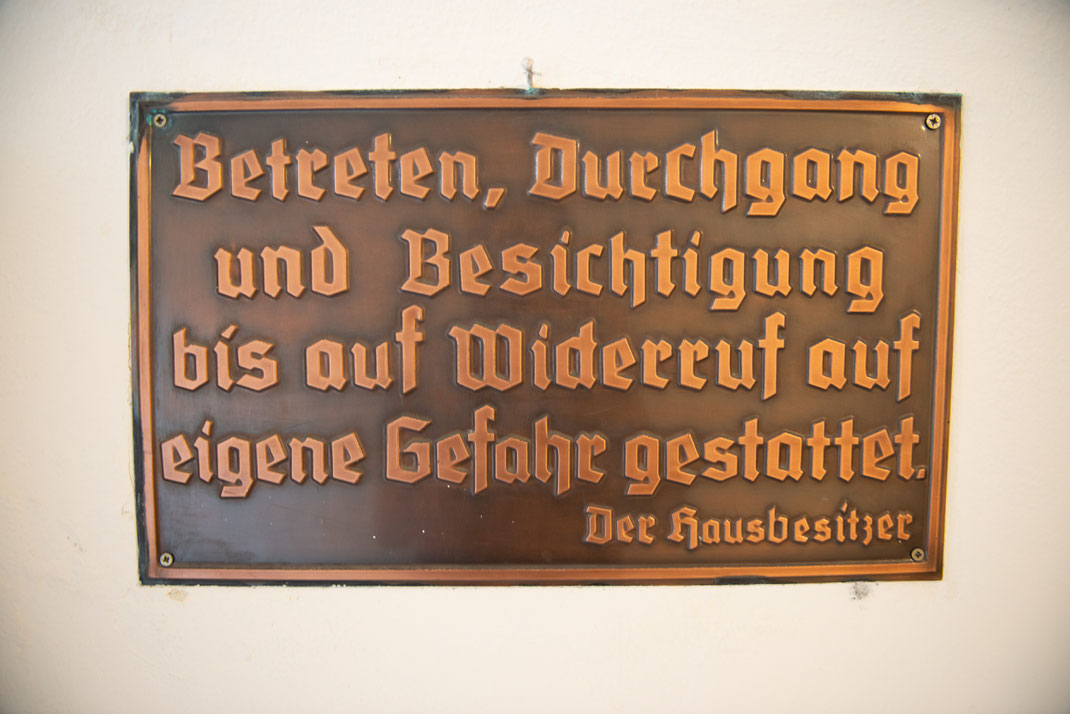 Betreten, Durchgang
und Besichtigung
bis auf Widerruf auf
eigene Gefahr gestattet.
Der Hausbesitzer